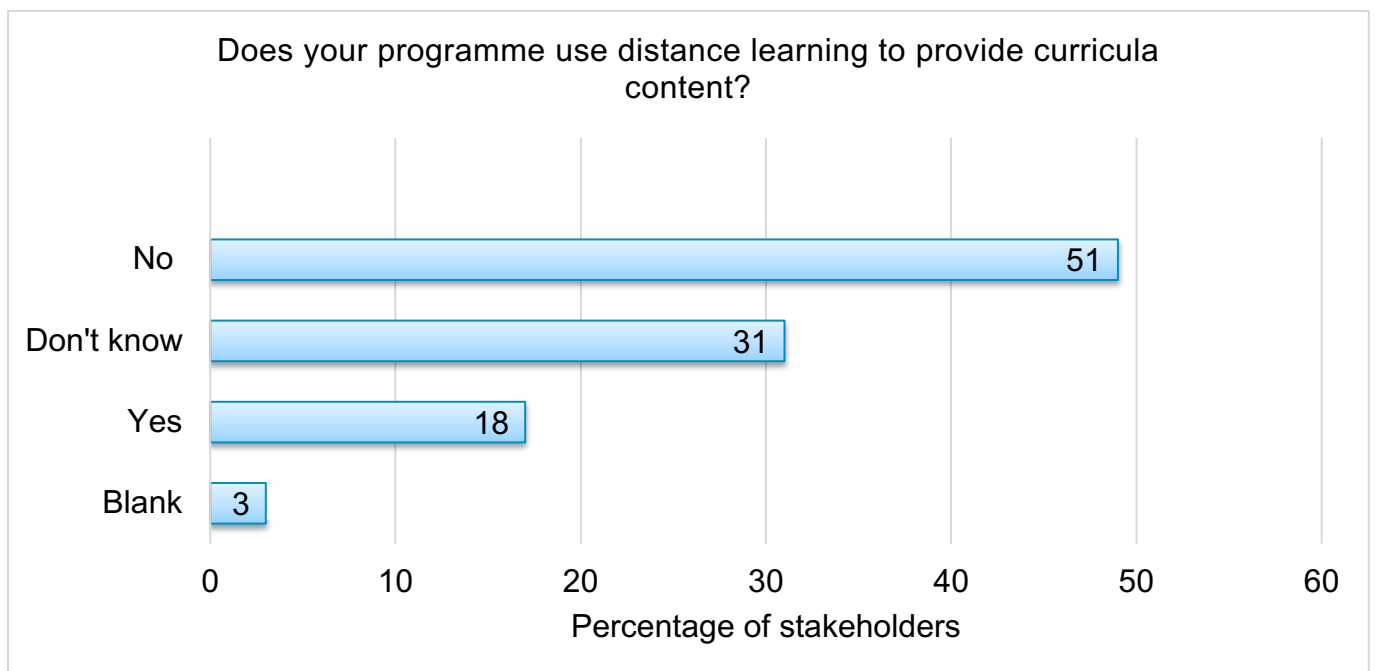 Does your programme use distance learning to provide curricula
content?
No 51
Don't know 31
Yes 18
Blank 3
0 10 20 30 40 50 60
Percentage of stakeholders